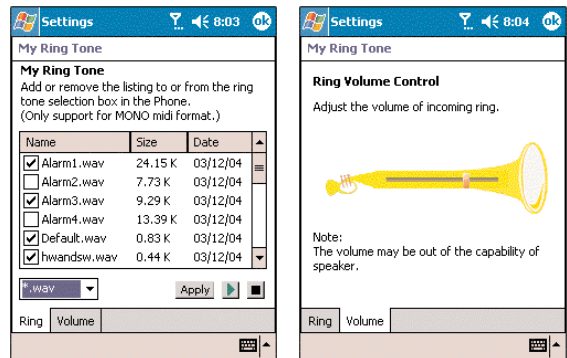 Settings 8:03 ok
My Ring Tone
My Ring Tone
Add or remove the
listing to or from the ring
tone selection box in the Phone.
(Only support for MONO midi
format.)
Name Size Date
Alarm1.wav 24.15 K 03/12/04
Alarm2.wav 7.73 K 03/12/04
Alarm3.wav 9.29 K 03/12/04
Alarm4.wav 13.39 K 03/12/04
Default.wav 0.83 K 03/12/04
hwandsw.wav 0.44 K 03/12/04
*.wav Apply
Ring Volume
Settings 8:04 ok
My Ring Tone
Ring Volume Control
Adjust the volume of incoming ring.
Note:
The volume may be out of the capability of
speaker.
Ring Volume